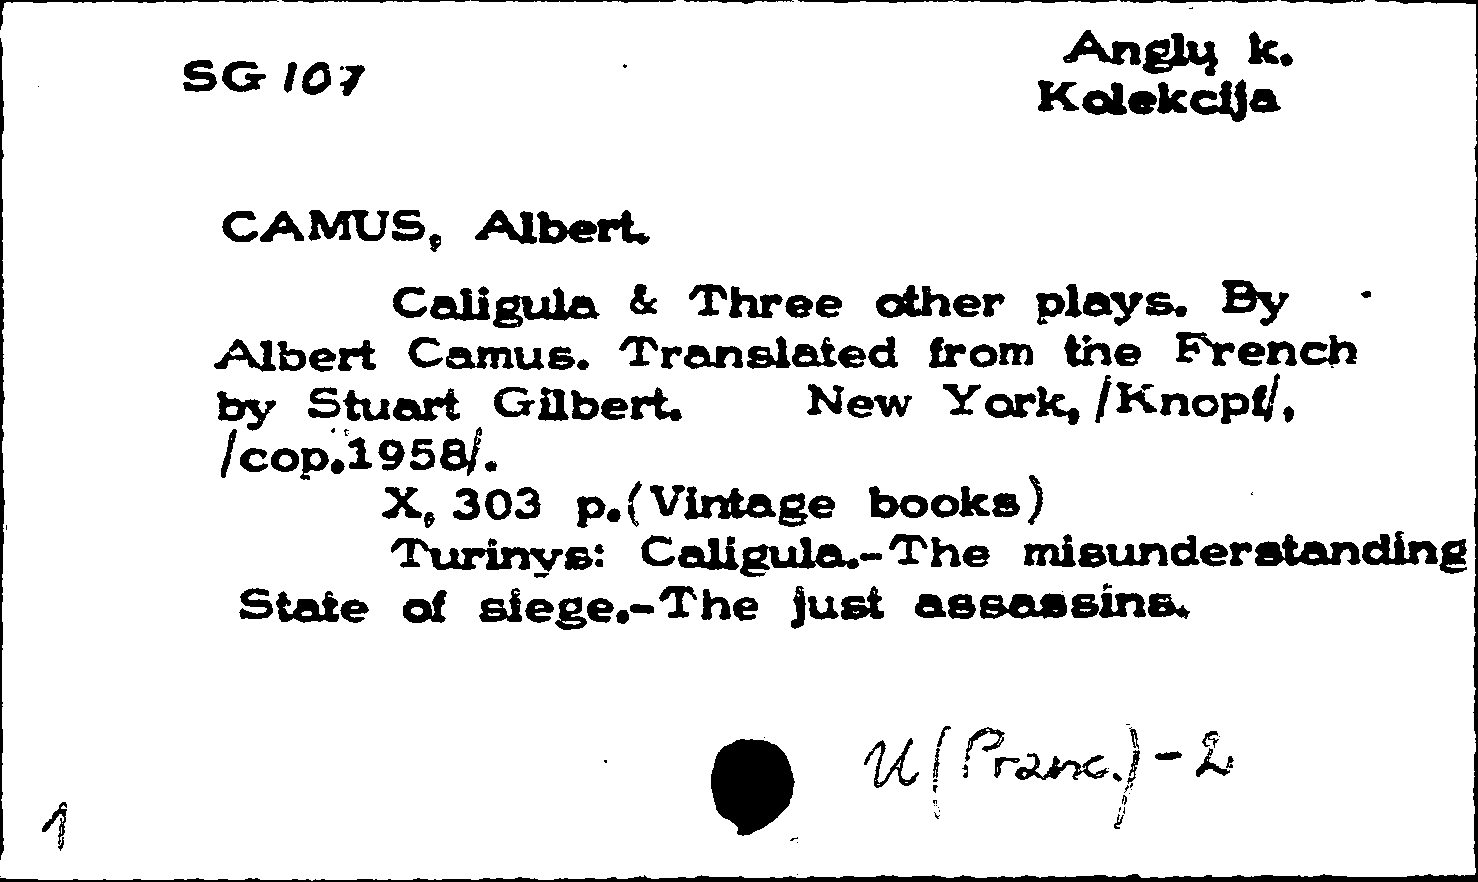 SG 107
Anglų k.
Kolekcija
CAMUS, Albert.
Caligula & Three other plays. By
Albert Camus. Translated from the French
by Stuart Gilbert. New York, /Knopf/,
/cop.1958/.
X, 303 p.(Vintage books)
Turinys: Caligula.-The misunderstanding
State of siege.-The just assassins.
U(Pranc.)-2
1